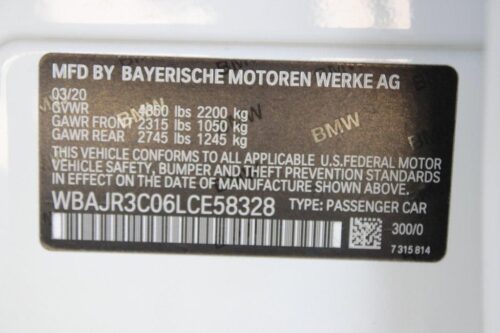 MFD BY BAYERISCHE MOTOREN WERKE AG
03/20
GVWR 4850 lbs 2200 kg
GAWR FRONT 2315 lbs 1050 kg
GAWR REAR 2745 lbs 1245 kg
THIS VEHICLE CONFORMS TO ALL APPLICABLE U.S.FEDERAL MOTOR
VEHICLE SAFETY, BUMPER AND THEFT PREVENTION STANDARDS
IN EFFECT ON THE DATE OF MANUFACTURE SHOWN ABOVE.
WBAJR3C06LCE58328 TYPE: PASSENGER CAR
300/0
7 315 814
BMW
BMW